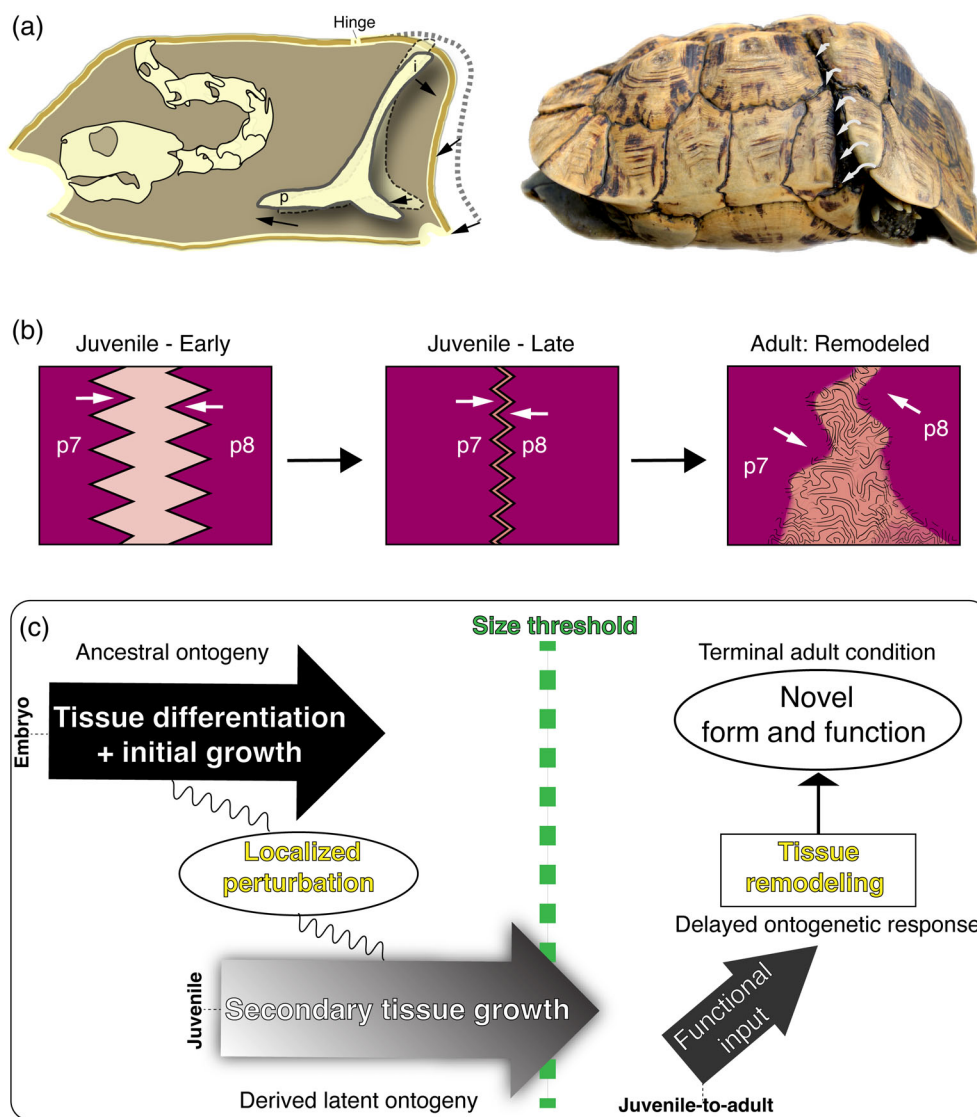 (a)
Hinge
i
p
(b)
Juvenile - Early
Juvenile - Late
Adult: Remodeled
p7
p8
p7
p8
p7
p8
(c)
Size threshold
Ancestral ontogeny
Embryo
Tissue differentiation
+ initial growth
Localized
perturbation
Juvenile
Secondary tissue growth
Derived latent ontogeny
Terminal adult condition
Novel
form and function
Tissue
remodeling
Delayed ontogenetic response
Functional
input
Juvenile-to-adult